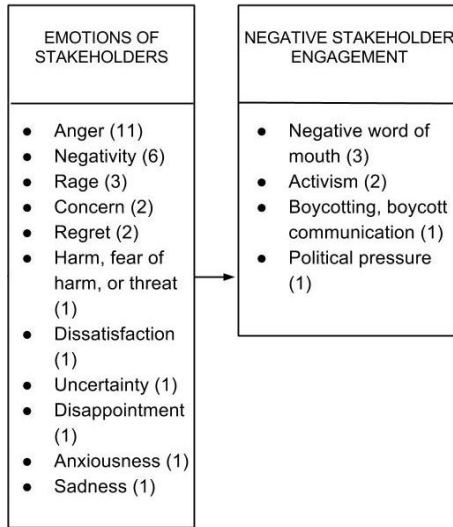 EMOTIONS OF
STAKEHOLDERS
● Anger (11)
● Negativity (6)
● Rage (3)
● Concern (2)
● Regret (2)
● Harm, fear of
harm, or threat
(1)
● Dissatisfaction
(1)
● Uncertainty (1)
● Disappointment
(1)
● Anxiousness (1)
● Sadness (1)
NEGATIVE STAKEHOLDER
ENGAGEMENT
● Negative word of
mouth (3)
● Activism (2)
● Boycotting, boycott
communication (1)
● Political pressure
(1)